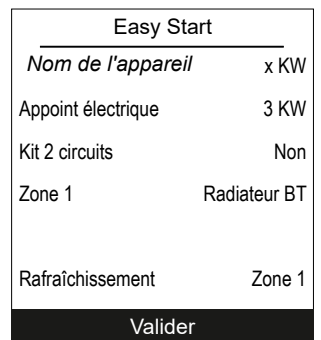 Easy Start
Nom de l'appareil x KW
Appoint électrique 3 KW
Kit 2 circuits Non
Zone 1 Radiateur BT
Rafraîchissement Zone 1
Valider